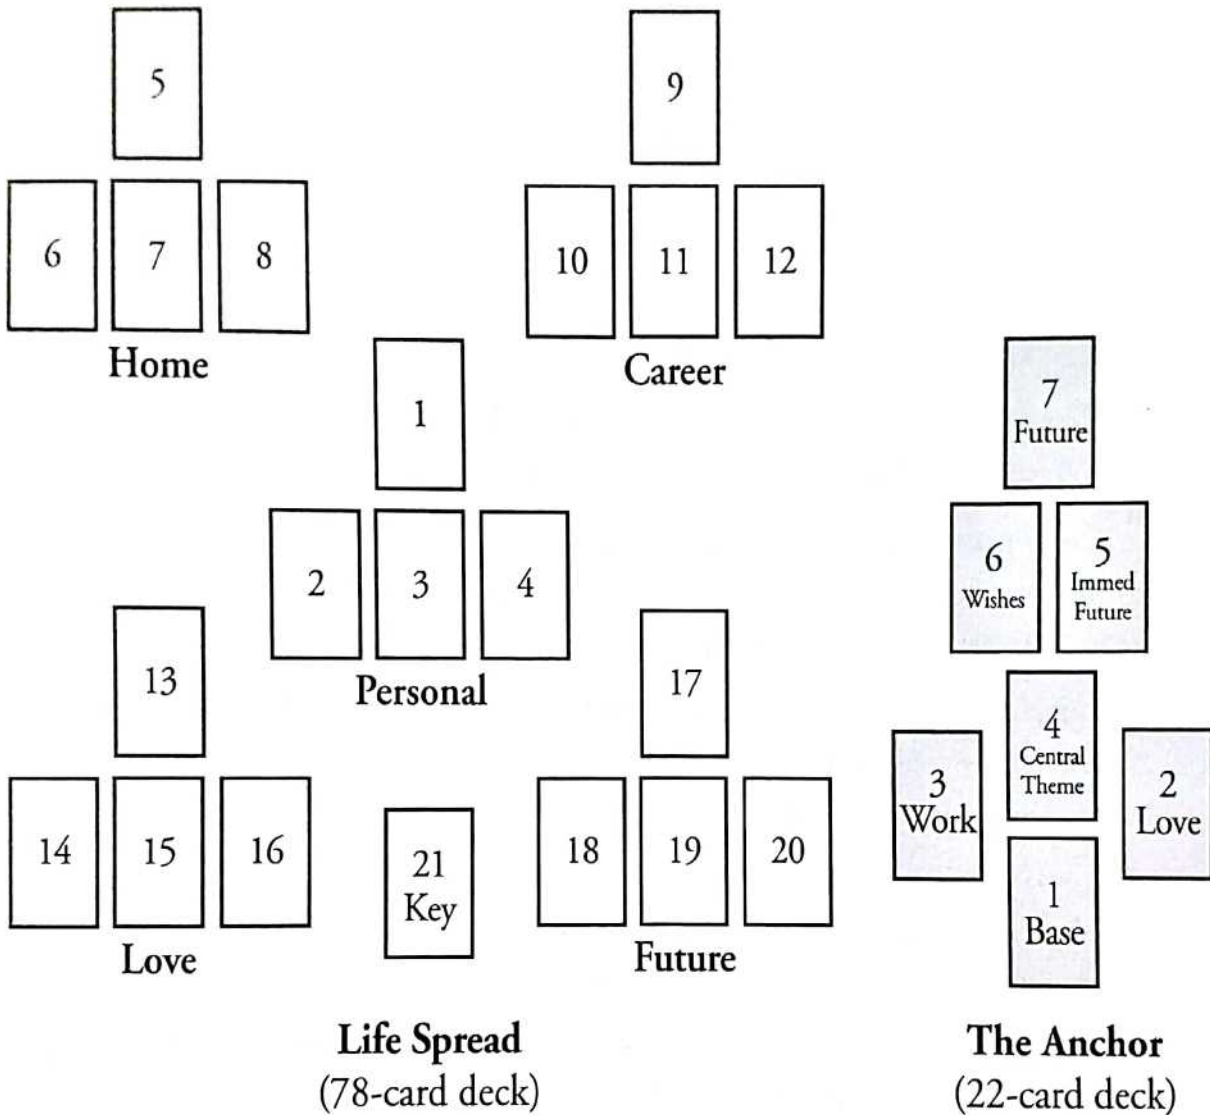 5
9
6 7 8
10 11 12
Home
Career
1
7
Future
2 3 4
6
Wishes
5
Immed
Future
Personal
13
17
4
Central
Theme
3
Work
2
Love
14 15 16
21
Key
18 19 20
1
Base
Love
Future
Life Spread
(78-card deck)
The Anchor
(22-card deck)